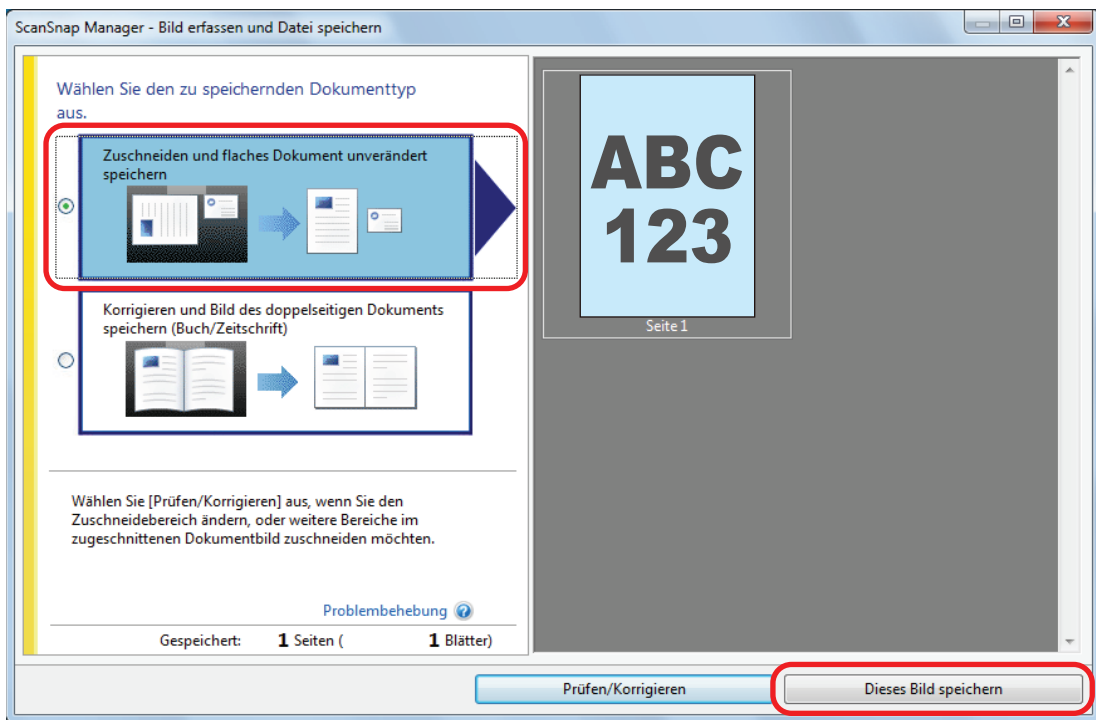 ScanSnap Manager - Bild erfassen und Datei speichern
Wählen Sie den zu speichernden Dokumenttyp
aus.
Zuschneiden und flaches Dokument unverändert
speichern
Korrigieren und Bild des doppelseitigen Dokuments
speichern (Buch/Zeitschrift)
Wählen Sie [Prüfen/Korrigieren] aus, wenn Sie den
Zuschneidebereich ändern, oder weitere Bereiche im
zugeschnittenen Dokumentbild zuschneiden möchten.
Problembehebung
Gespeichert: 1 Seiten ( 1 Blätter)
ABC
123
Seite 1
Prüfen/Korrigieren
Dieses Bild speichern